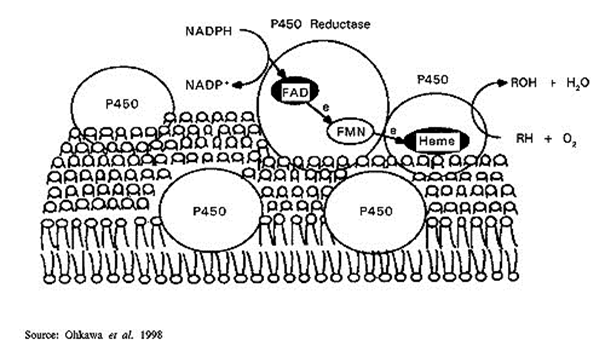 P450 Reductase
NADPH
NADP⁺
P450
FAD
e
FMN
e
P450
Heme
ROH + H₂O
RH + O₂
P450
P450
Source: Ohkawa et al. 1998